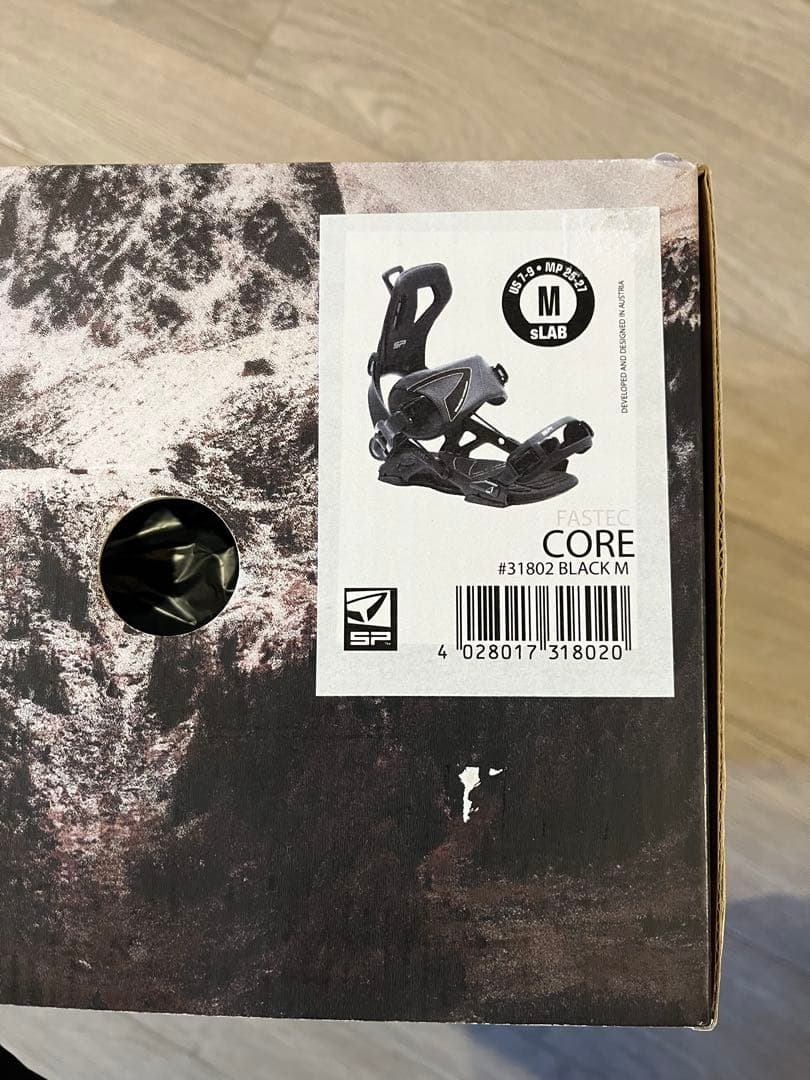 US 7-9 • MP 25-27
M
sLAB
DEVELOPED AND DESIGNED IN AUSTRIA
SP
FASTEC
CORE
#31802 BLACK M
SP
4 028017 318020